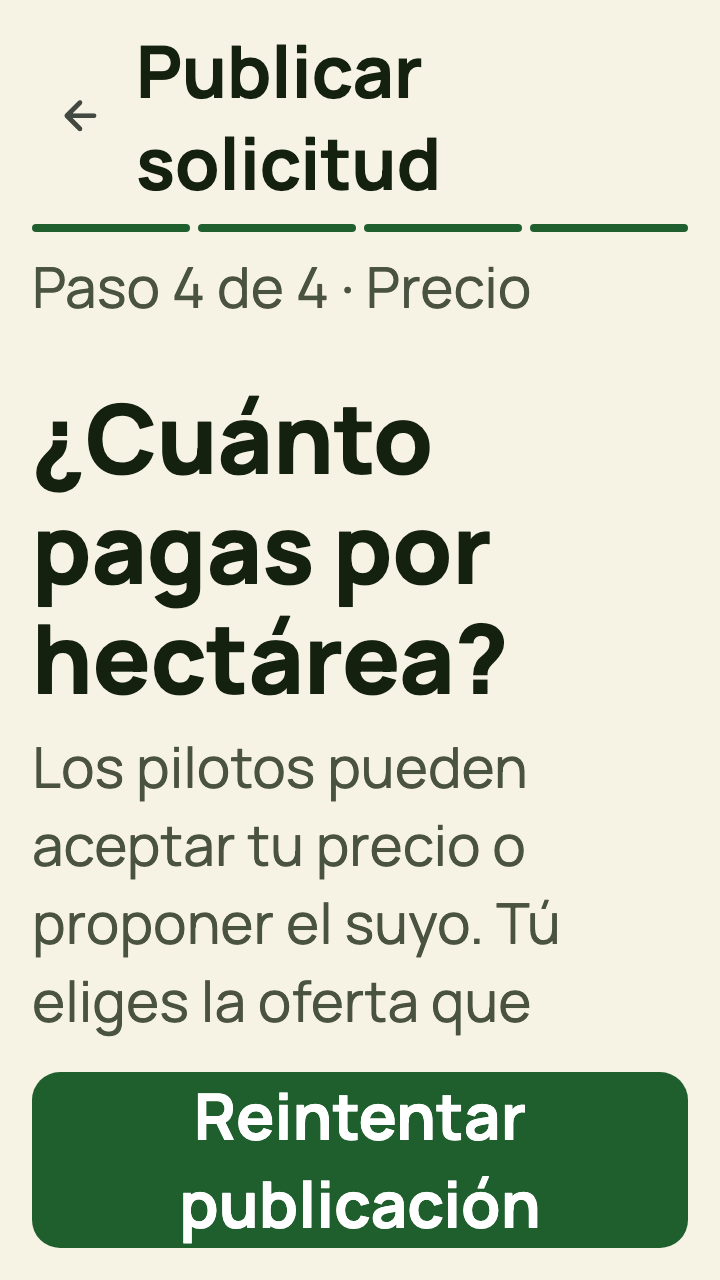 Publicar
solicitud
Paso 4 de 4 · Precio
¿Cuánto
pagas por
hectárea?
Los pilotos pueden
aceptar tu precio o
proponer el suyo. Tú
eliges la oferta que
Reintentar
publicación